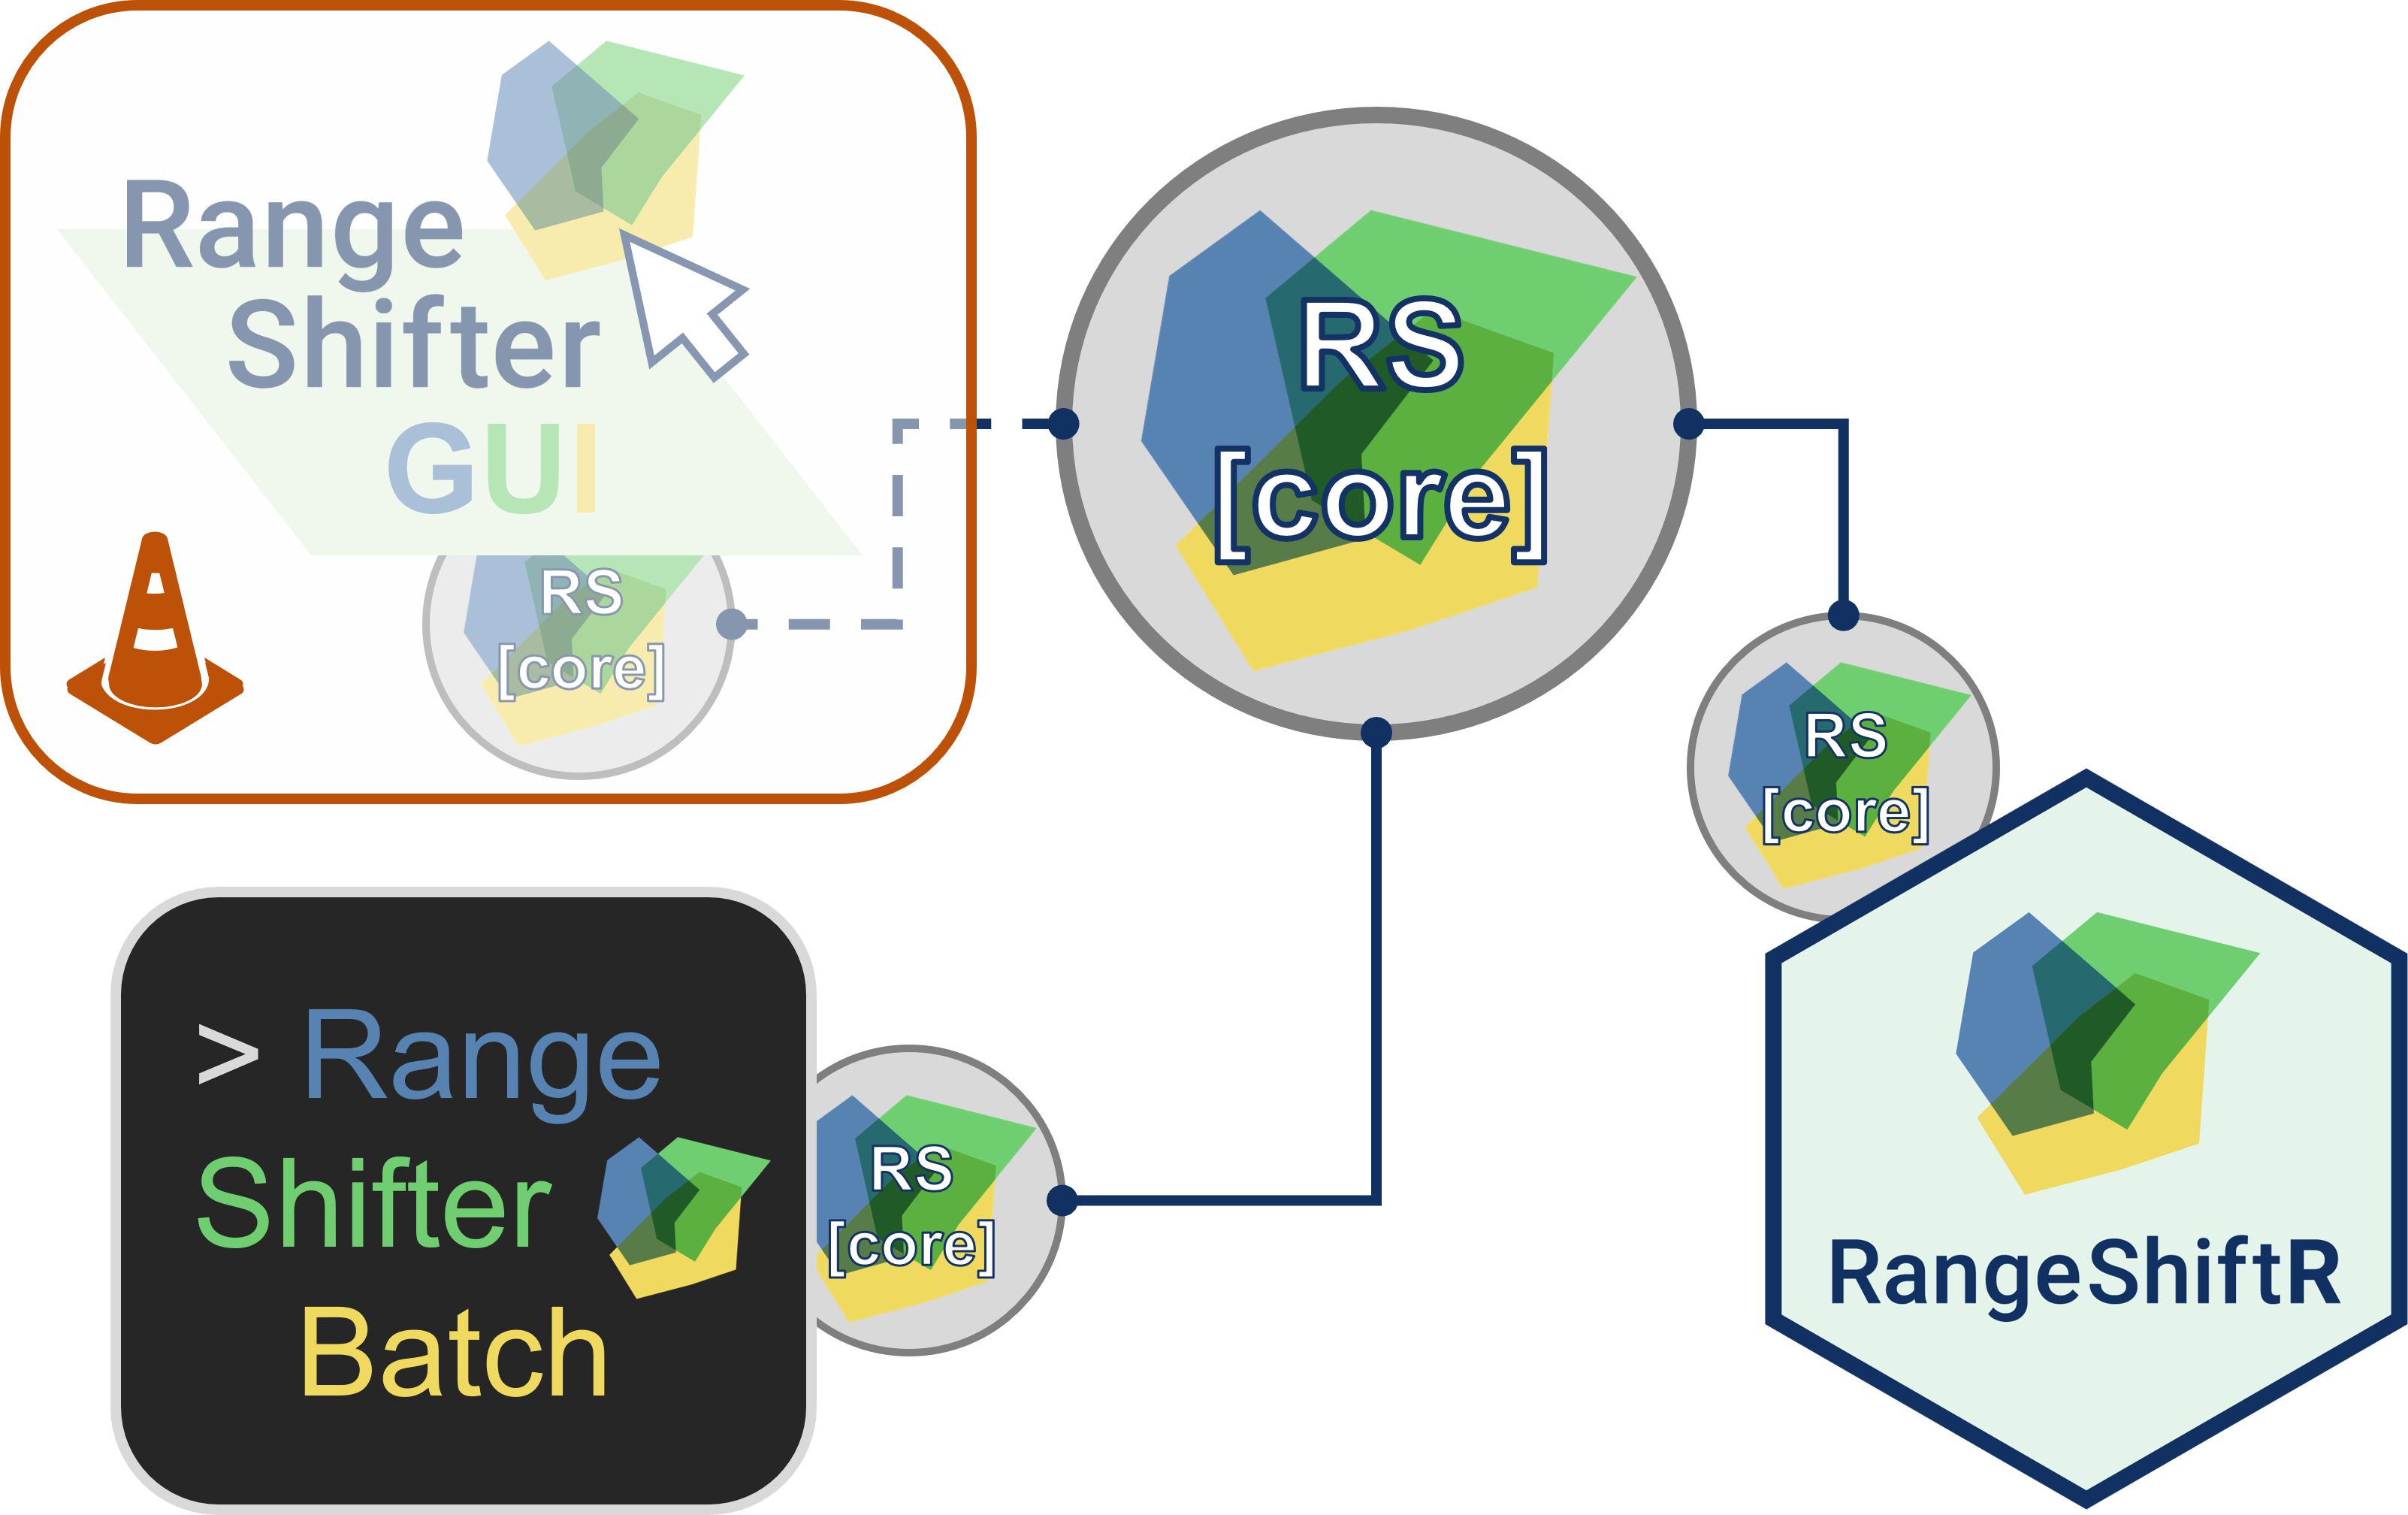 Range
Shifter
GUI
RS
[core]
RS
[core]
RS
[core]
> Range
Shifter
Batch
RS
[core]
RangeShiftR